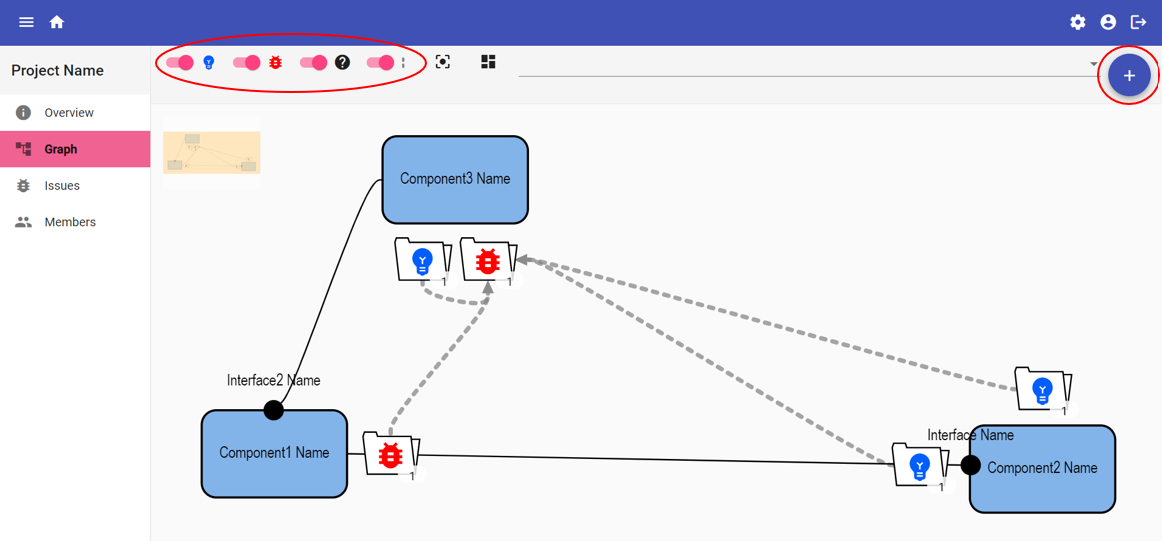 Project Name
Overview
Graph
Issues
Members
?
+
Component3 Name
1
1
Interface2 Name
Component1 Name
1
1
Interface Name
Component2 Name
1